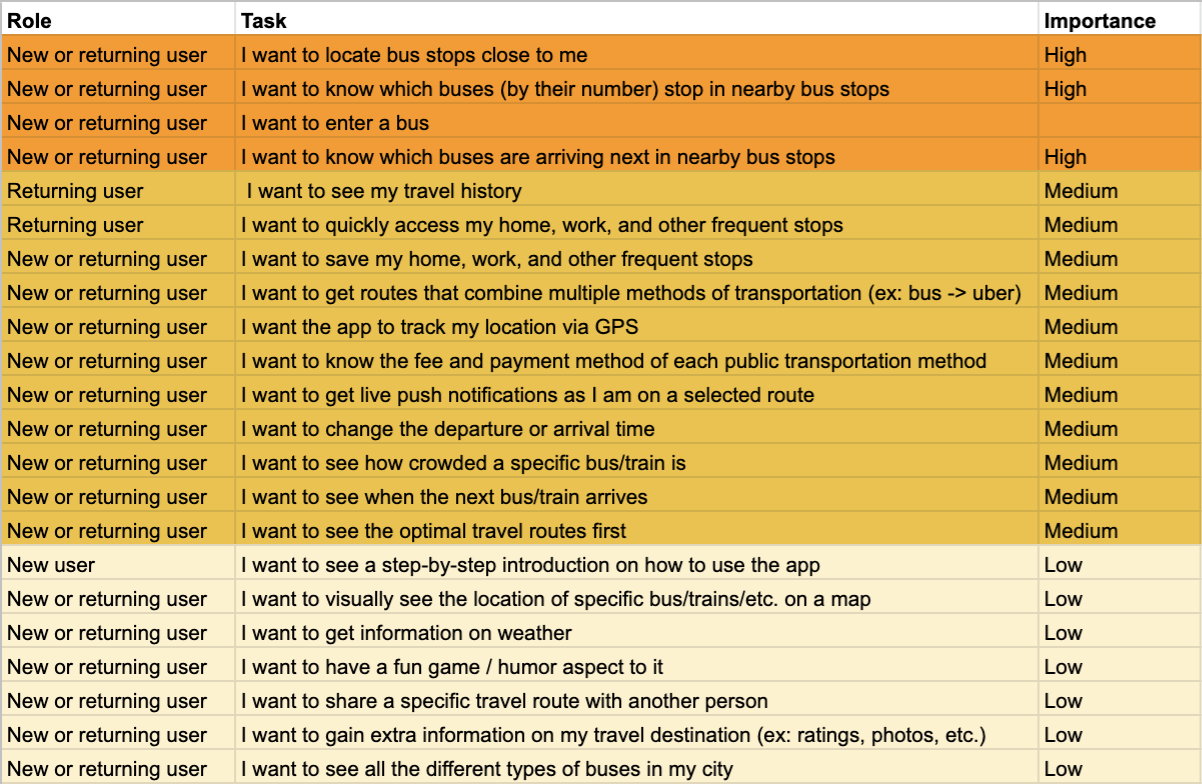 Role Task Importance
New or returning user I want to locate bus stops close to me High
New or returning user I want to know which buses (by their number) stop in nearby bus stops High
New or returning user I want to enter a bus
New or returning user I want to know which buses are arriving next in nearby bus stops High
Returning user I want to see my travel history Medium
Returning user I want to quickly access my home, work, and other frequent stops Medium
New or returning user I want to save my home, work, and other frequent stops Medium
New or returning user I want to get routes that combine multiple methods of transportation (ex: bus -> uber) Medium
New or returning user I want the app to track my location via GPS Medium
New or returning user I want to know the fee and payment method of each public transportation method Medium
New or returning user I want to get live push notifications as I am on a selected route Medium
New or returning user I want to change the departure or arrival time Medium
New or returning user I want to see how crowded a specific bus/train is Medium
New or returning user I want to see when the next bus/train arrives Medium
New or returning user I want to see the optimal travel routes first Medium
New user I want to see a step-by-step introduction on how to use the app Low
New or returning user I want to visually see the location of specific bus/trains/etc. on a map Low
New or returning user I want to get information on weather Low
New or returning user I want to have a fun game / humor aspect to it Low
New or returning user I want to share a specific travel route with another person Low
New or returning user I want to gain extra information on my travel destination (ex: ratings, photos, etc.) Low
New or returning user I want to see all the different types of buses in my city Low